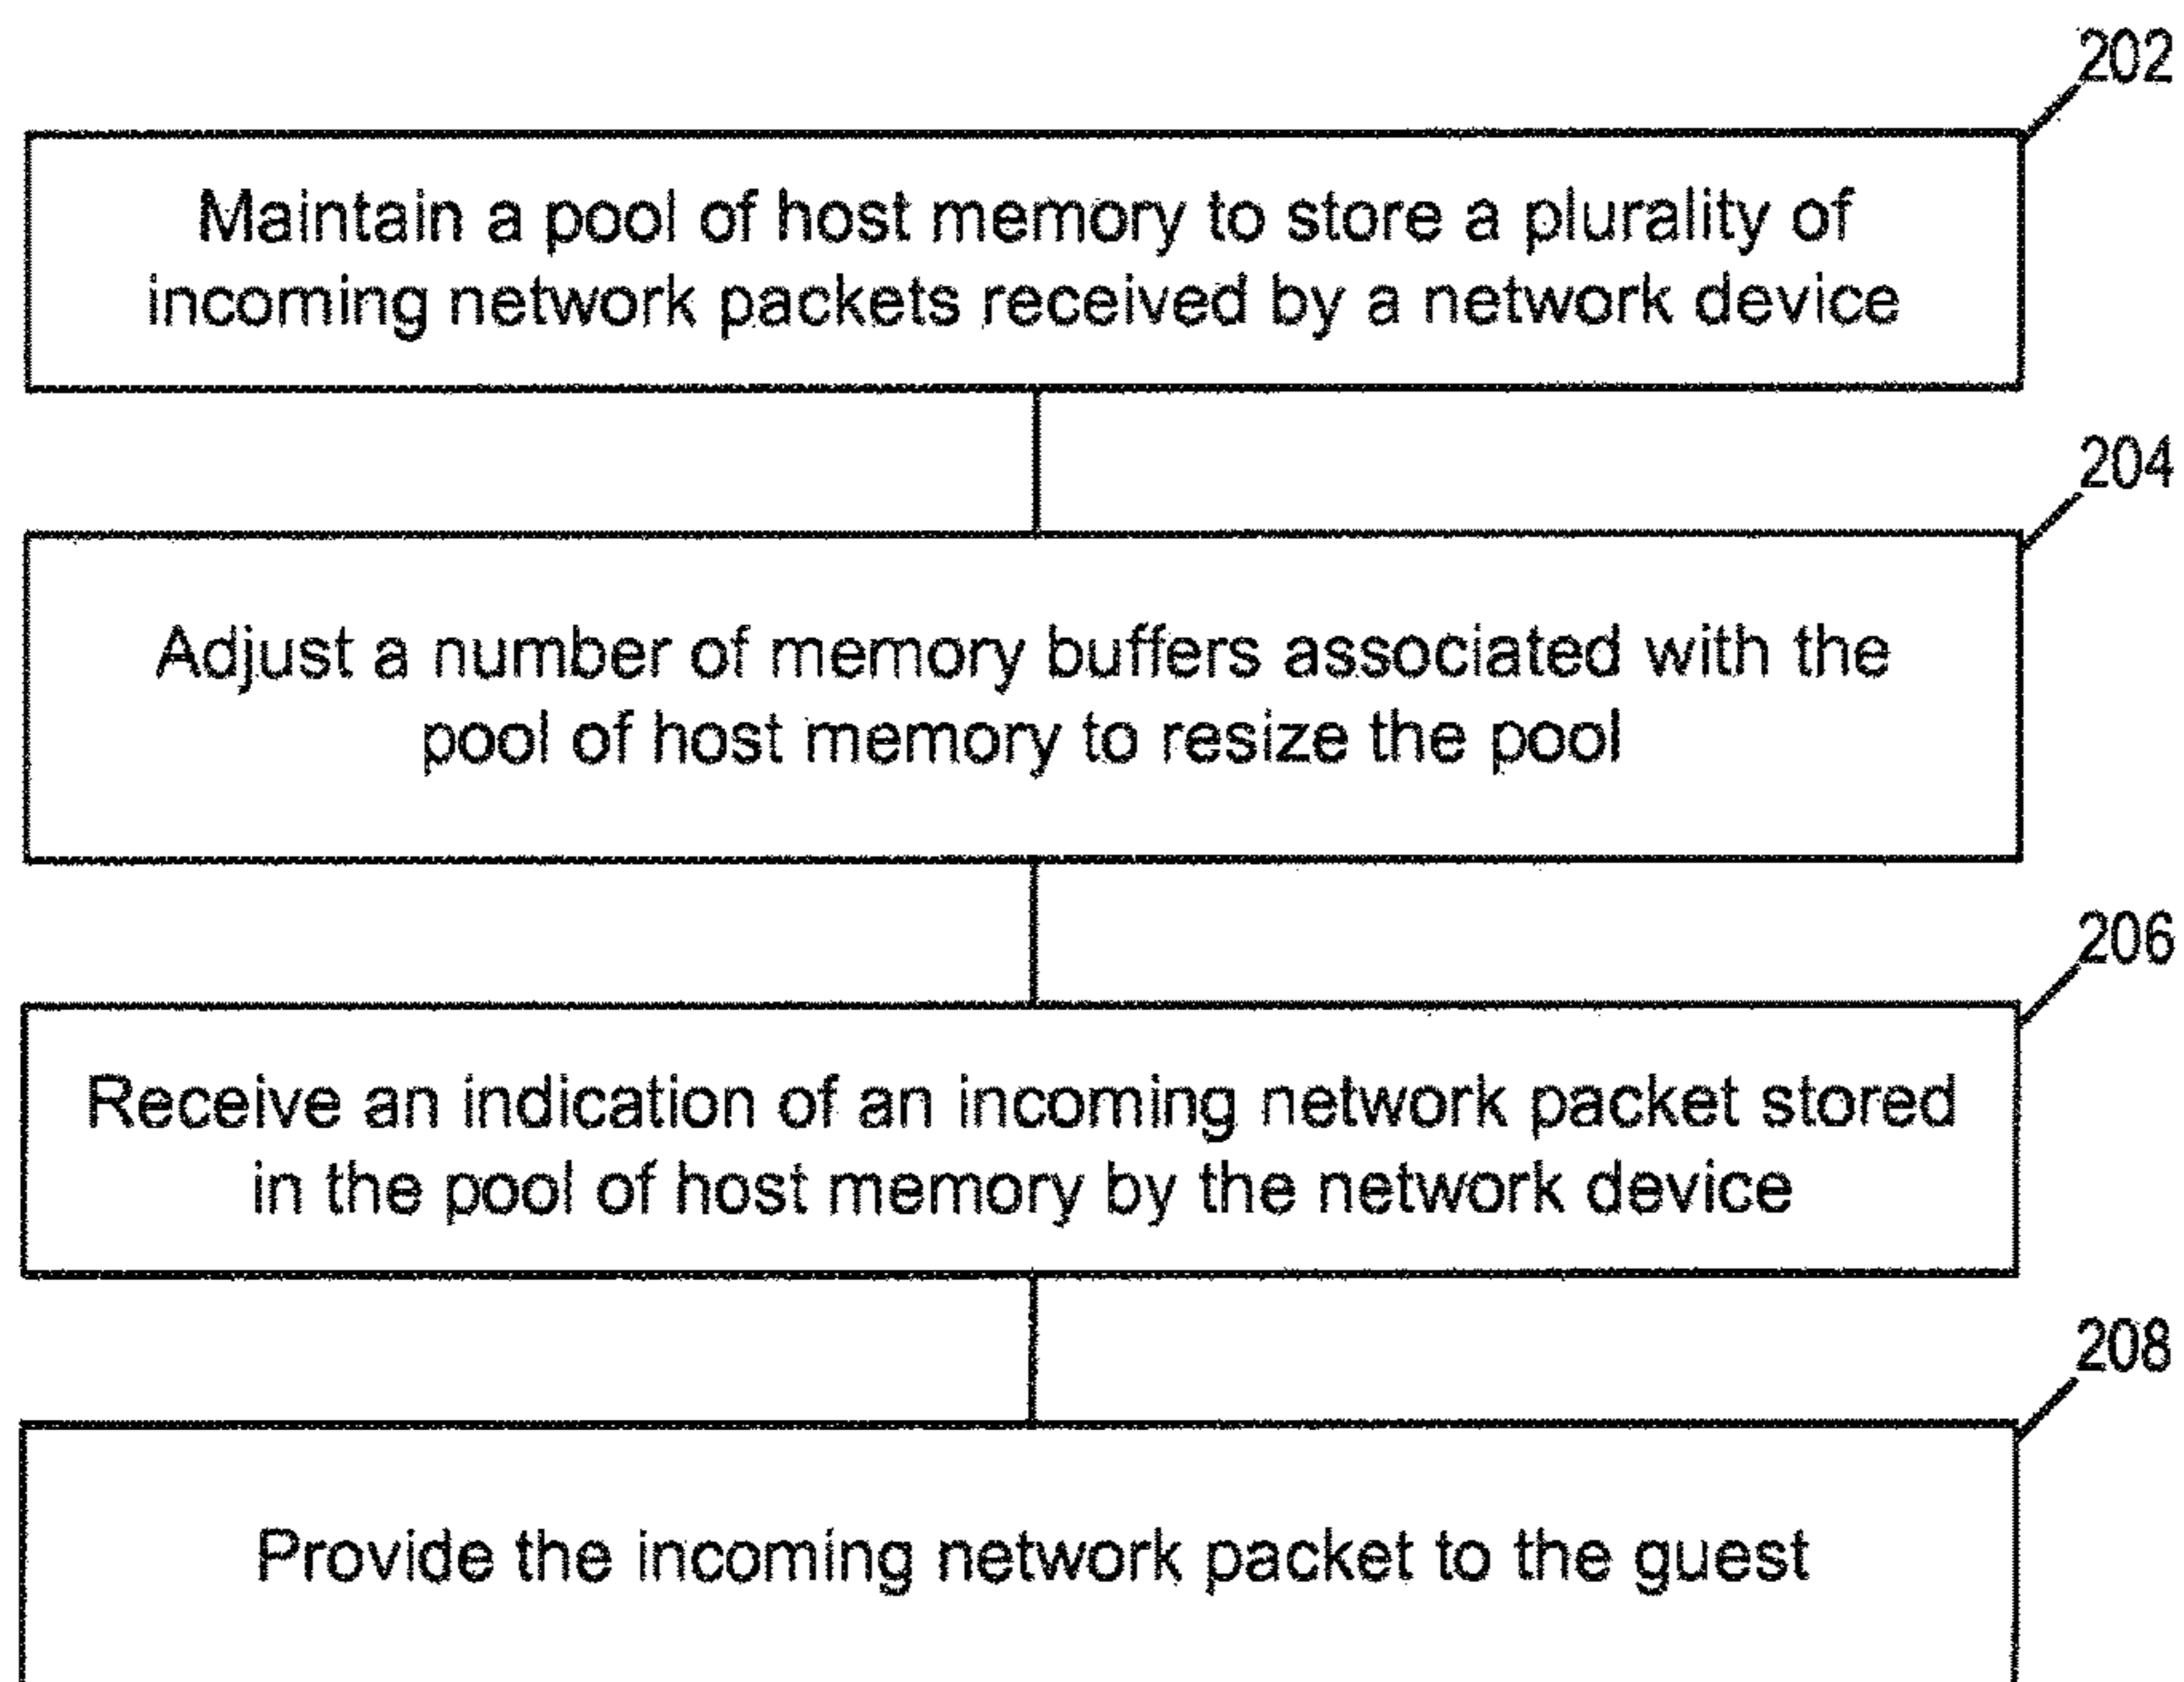 202
Maintain a pool of host memory to store a plurality of
incoming network packets received by a network device
204
Adjust a number of memory buffers associated with the
pool of host memory to resize the pool
206
Receive an indication of an incoming network packet stored
in the pool of host memory by the network device
208
Provide the incoming network packet to the guest